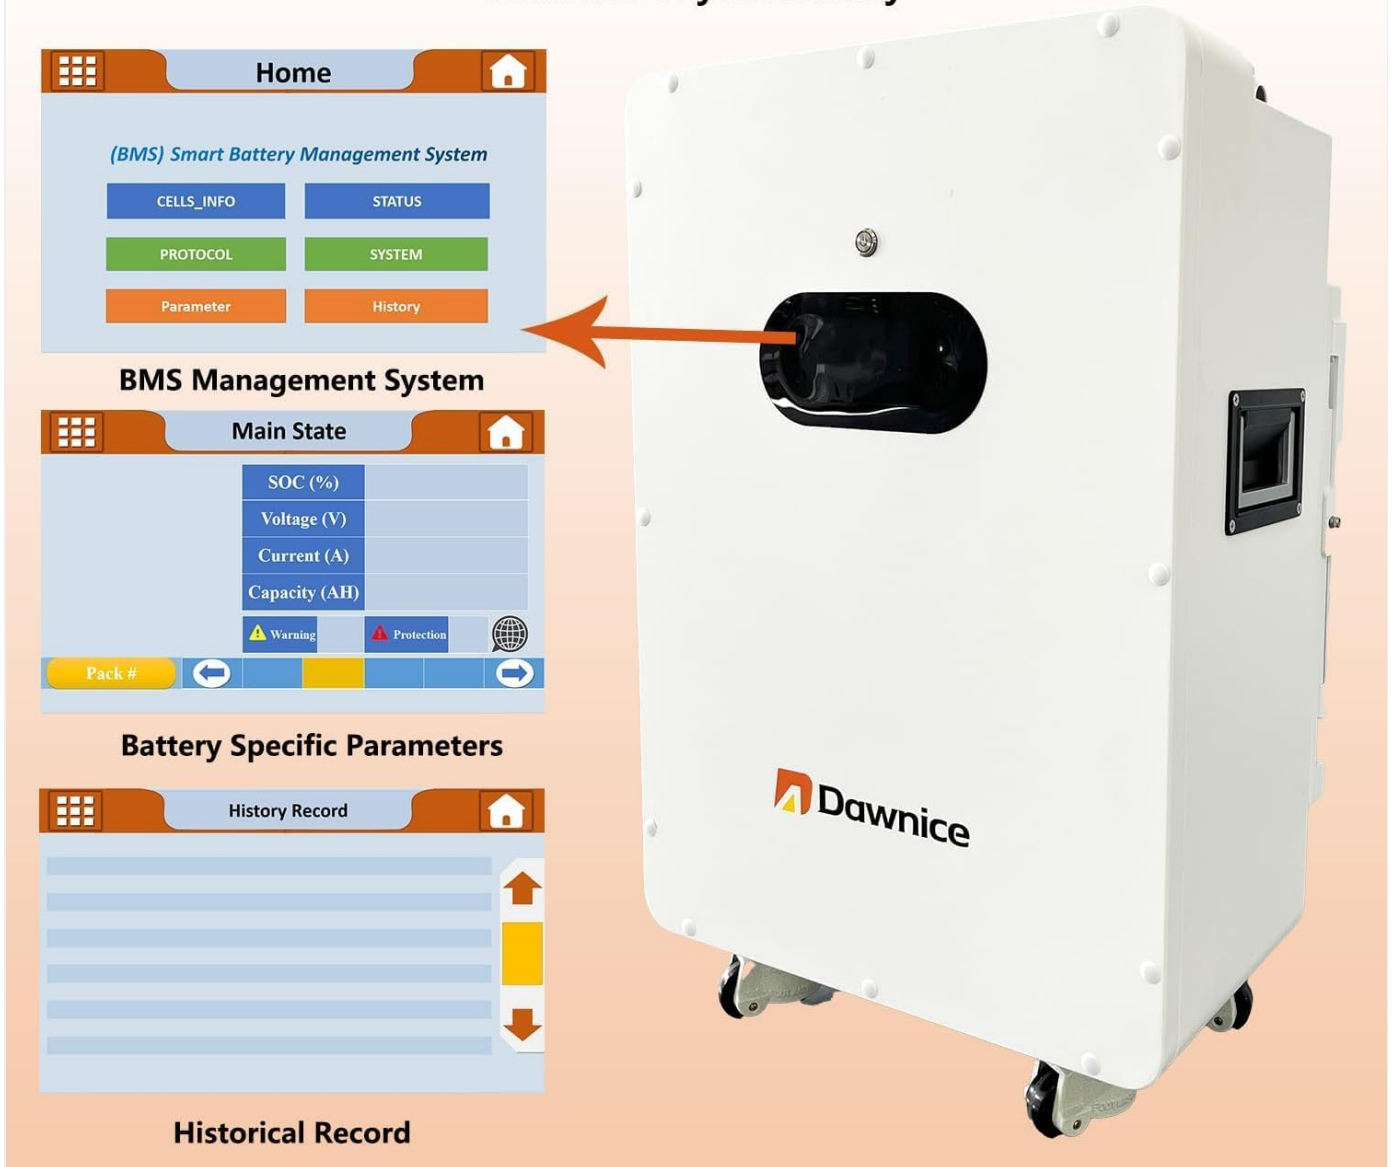 Home
(BMS) Smart Battery Management System
CELLS_INFO
STATUS
PROTOCOL
SYSTEM
Parameter
History
BMS Management System
Main State
SOC (%)
Voltage (V)
Current (A)
Capacity (AH)
Warning
Protection
Pack #
Battery Specific Parameters
History Record
Historical Record
Dawnice